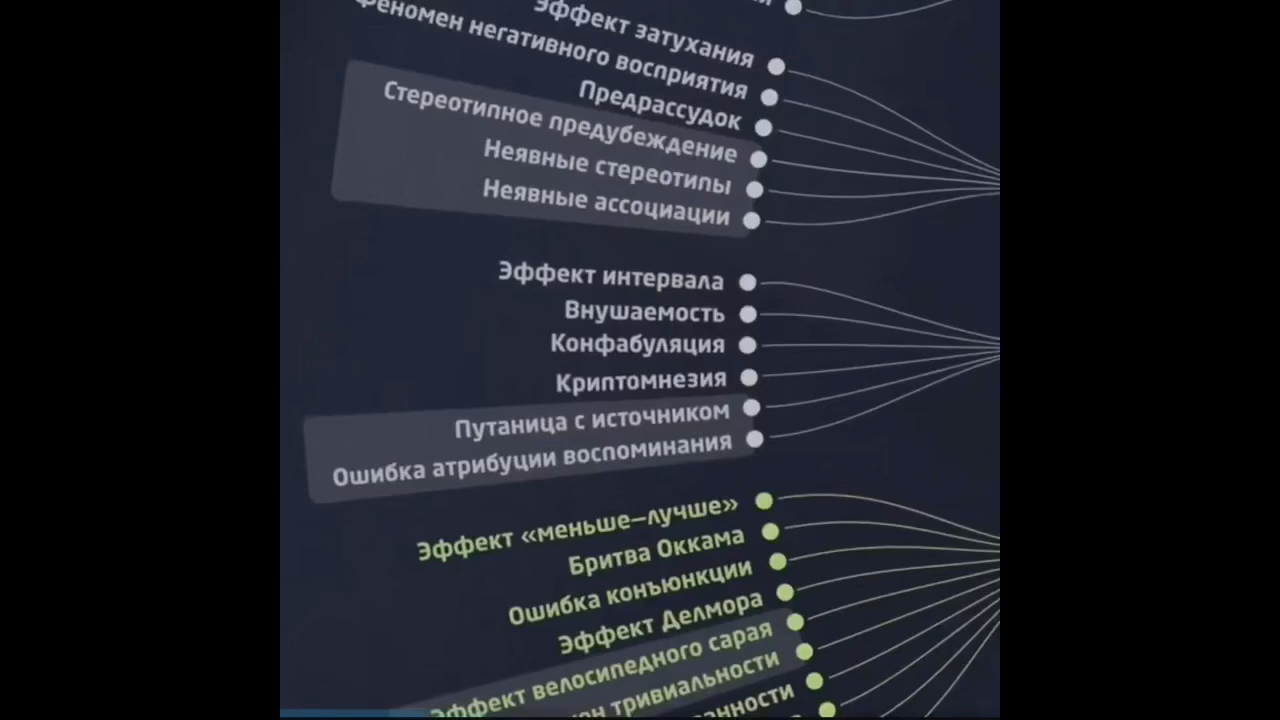 Эффект затухания
Феномен негативного восприятия
Предрассудок
Стереотипное предубеждение
Неявные стереотипы
Неявные ассоциации
Эффект интервала
Внушаемость
Конфабуляция
Криптомнезия
Путаница с источником
Ошибка атрибуции воспоминания
Эффект «меньше—лучше»
Бритва Оккама
Ошибка конъюнкции
Эффект Делмора
Эффект велосипедного сарая
тривиальности